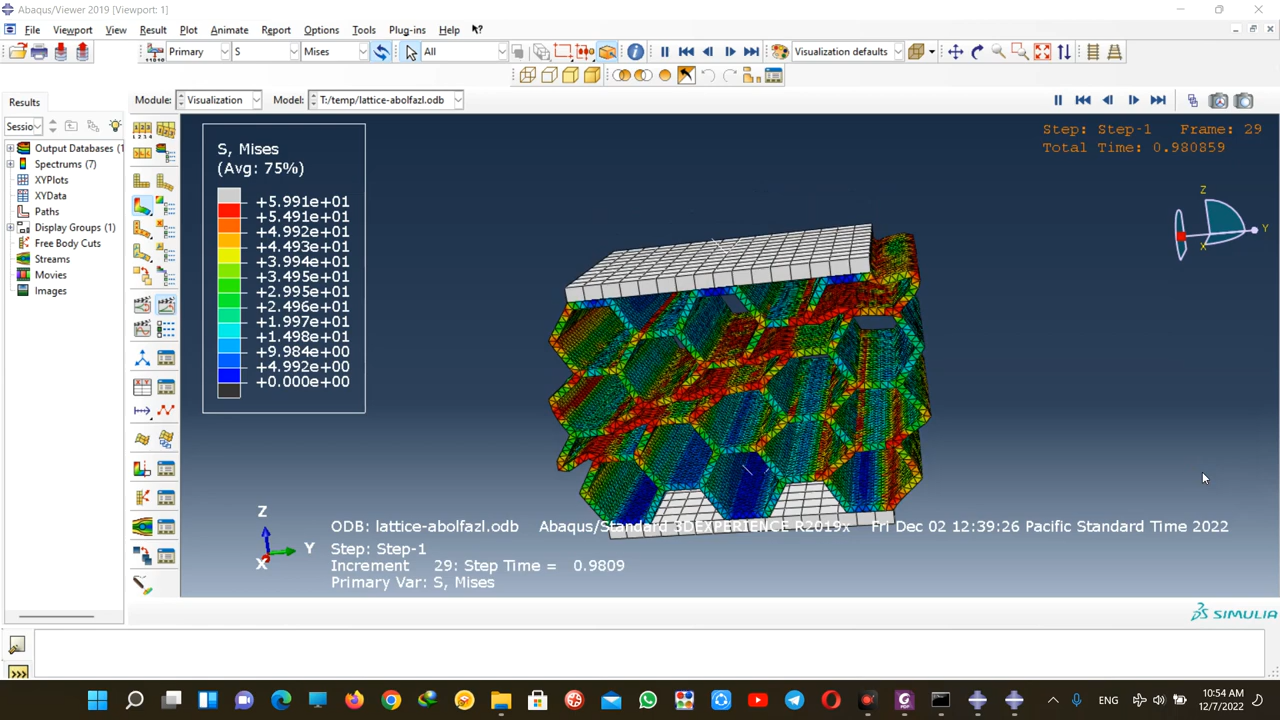 Abaqus/Viewer 2019 [Viewport: 1]
File Viewport View Result Plot Animate Report Options Tools Plug-ins Help
Primary S Mises All Visualization defaults
Results Module: Visualization Model: T:/temp/lattice-abolfazl.odb
Sessio
Output Databases (1
Spectrums (7)
XYPlots
XYData
Paths
Display Groups (1)
Free Body Cuts
Streams
Movies
Images
S, Mises
(Avg: 75%)
+5.991e+01
+5.491e+01
+4.992e+01
+4.493e+01
+3.994e+01
+3.495e+01
+2.995e+01
+2.496e+01
+1.997e+01
+1.498e+01
+9.984e+00
+4.992e+00
+0.000e+00
Step: Step-1 Frame: 29
Total Time: 0.980859
Z
Y
X
Z
Y
X
ODB: lattice-abolfazl.odb Abaqus/Standard 3DEXPERIENCE R2019x Fri Dec 02 12:39:26 Pacific Standard Time 2022
Step: Step-1
Increment 29: Step Time = 0.9809
Primary Var: S, Mises
SIMULIA
ENG
10:54 AM
12/7/2022